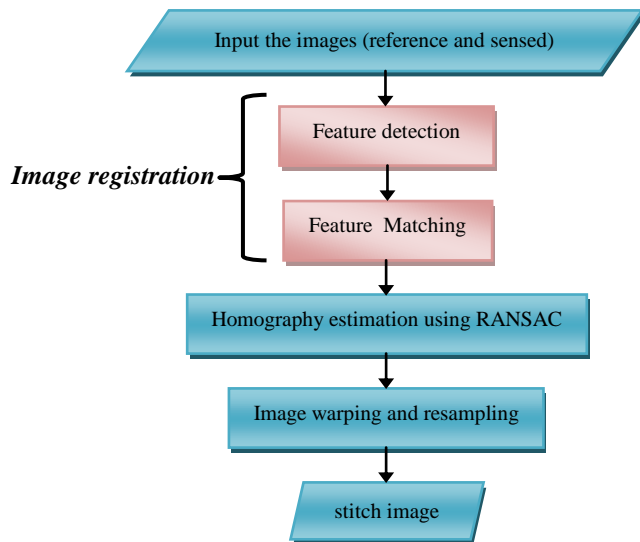 Input the images (reference and sensed)
Feature detection
Image registration
Feature Matching
Homography estimation using RANSAC
Image warping and resampling
stitch image